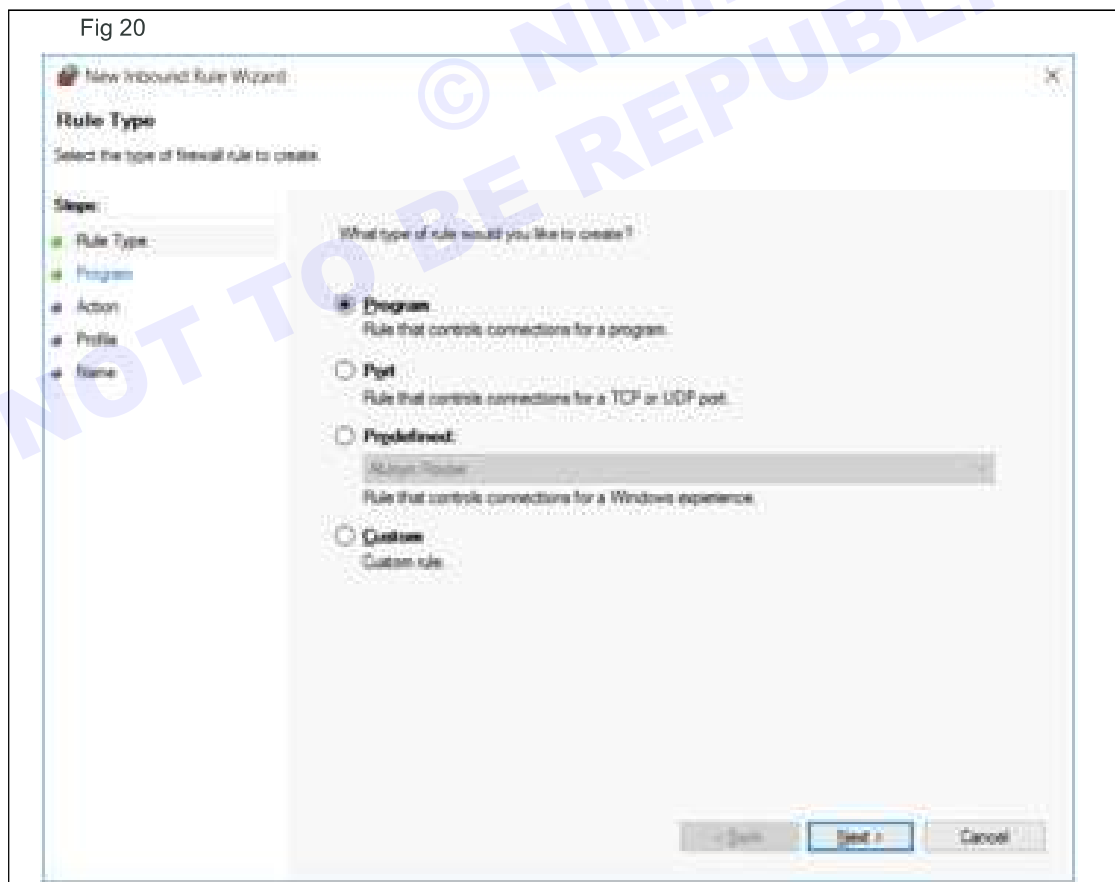 Fig 20
© NIM
NOT TO BE REPUBL
New Inbound Rule Wizard
Rule Type
Select the type of firewall rule to create.
Steps:
Rule Type
Program
Action
Profile
Name
What type of rule would you like to create?
Program
Rule that controls connections for a program.
Port
Rule that controls connections for a TCP or UDP port.
Predefined:
Rule that controls connections for a Windows experience.
Custom
Custom rule.
< Back
Next >
Cancel